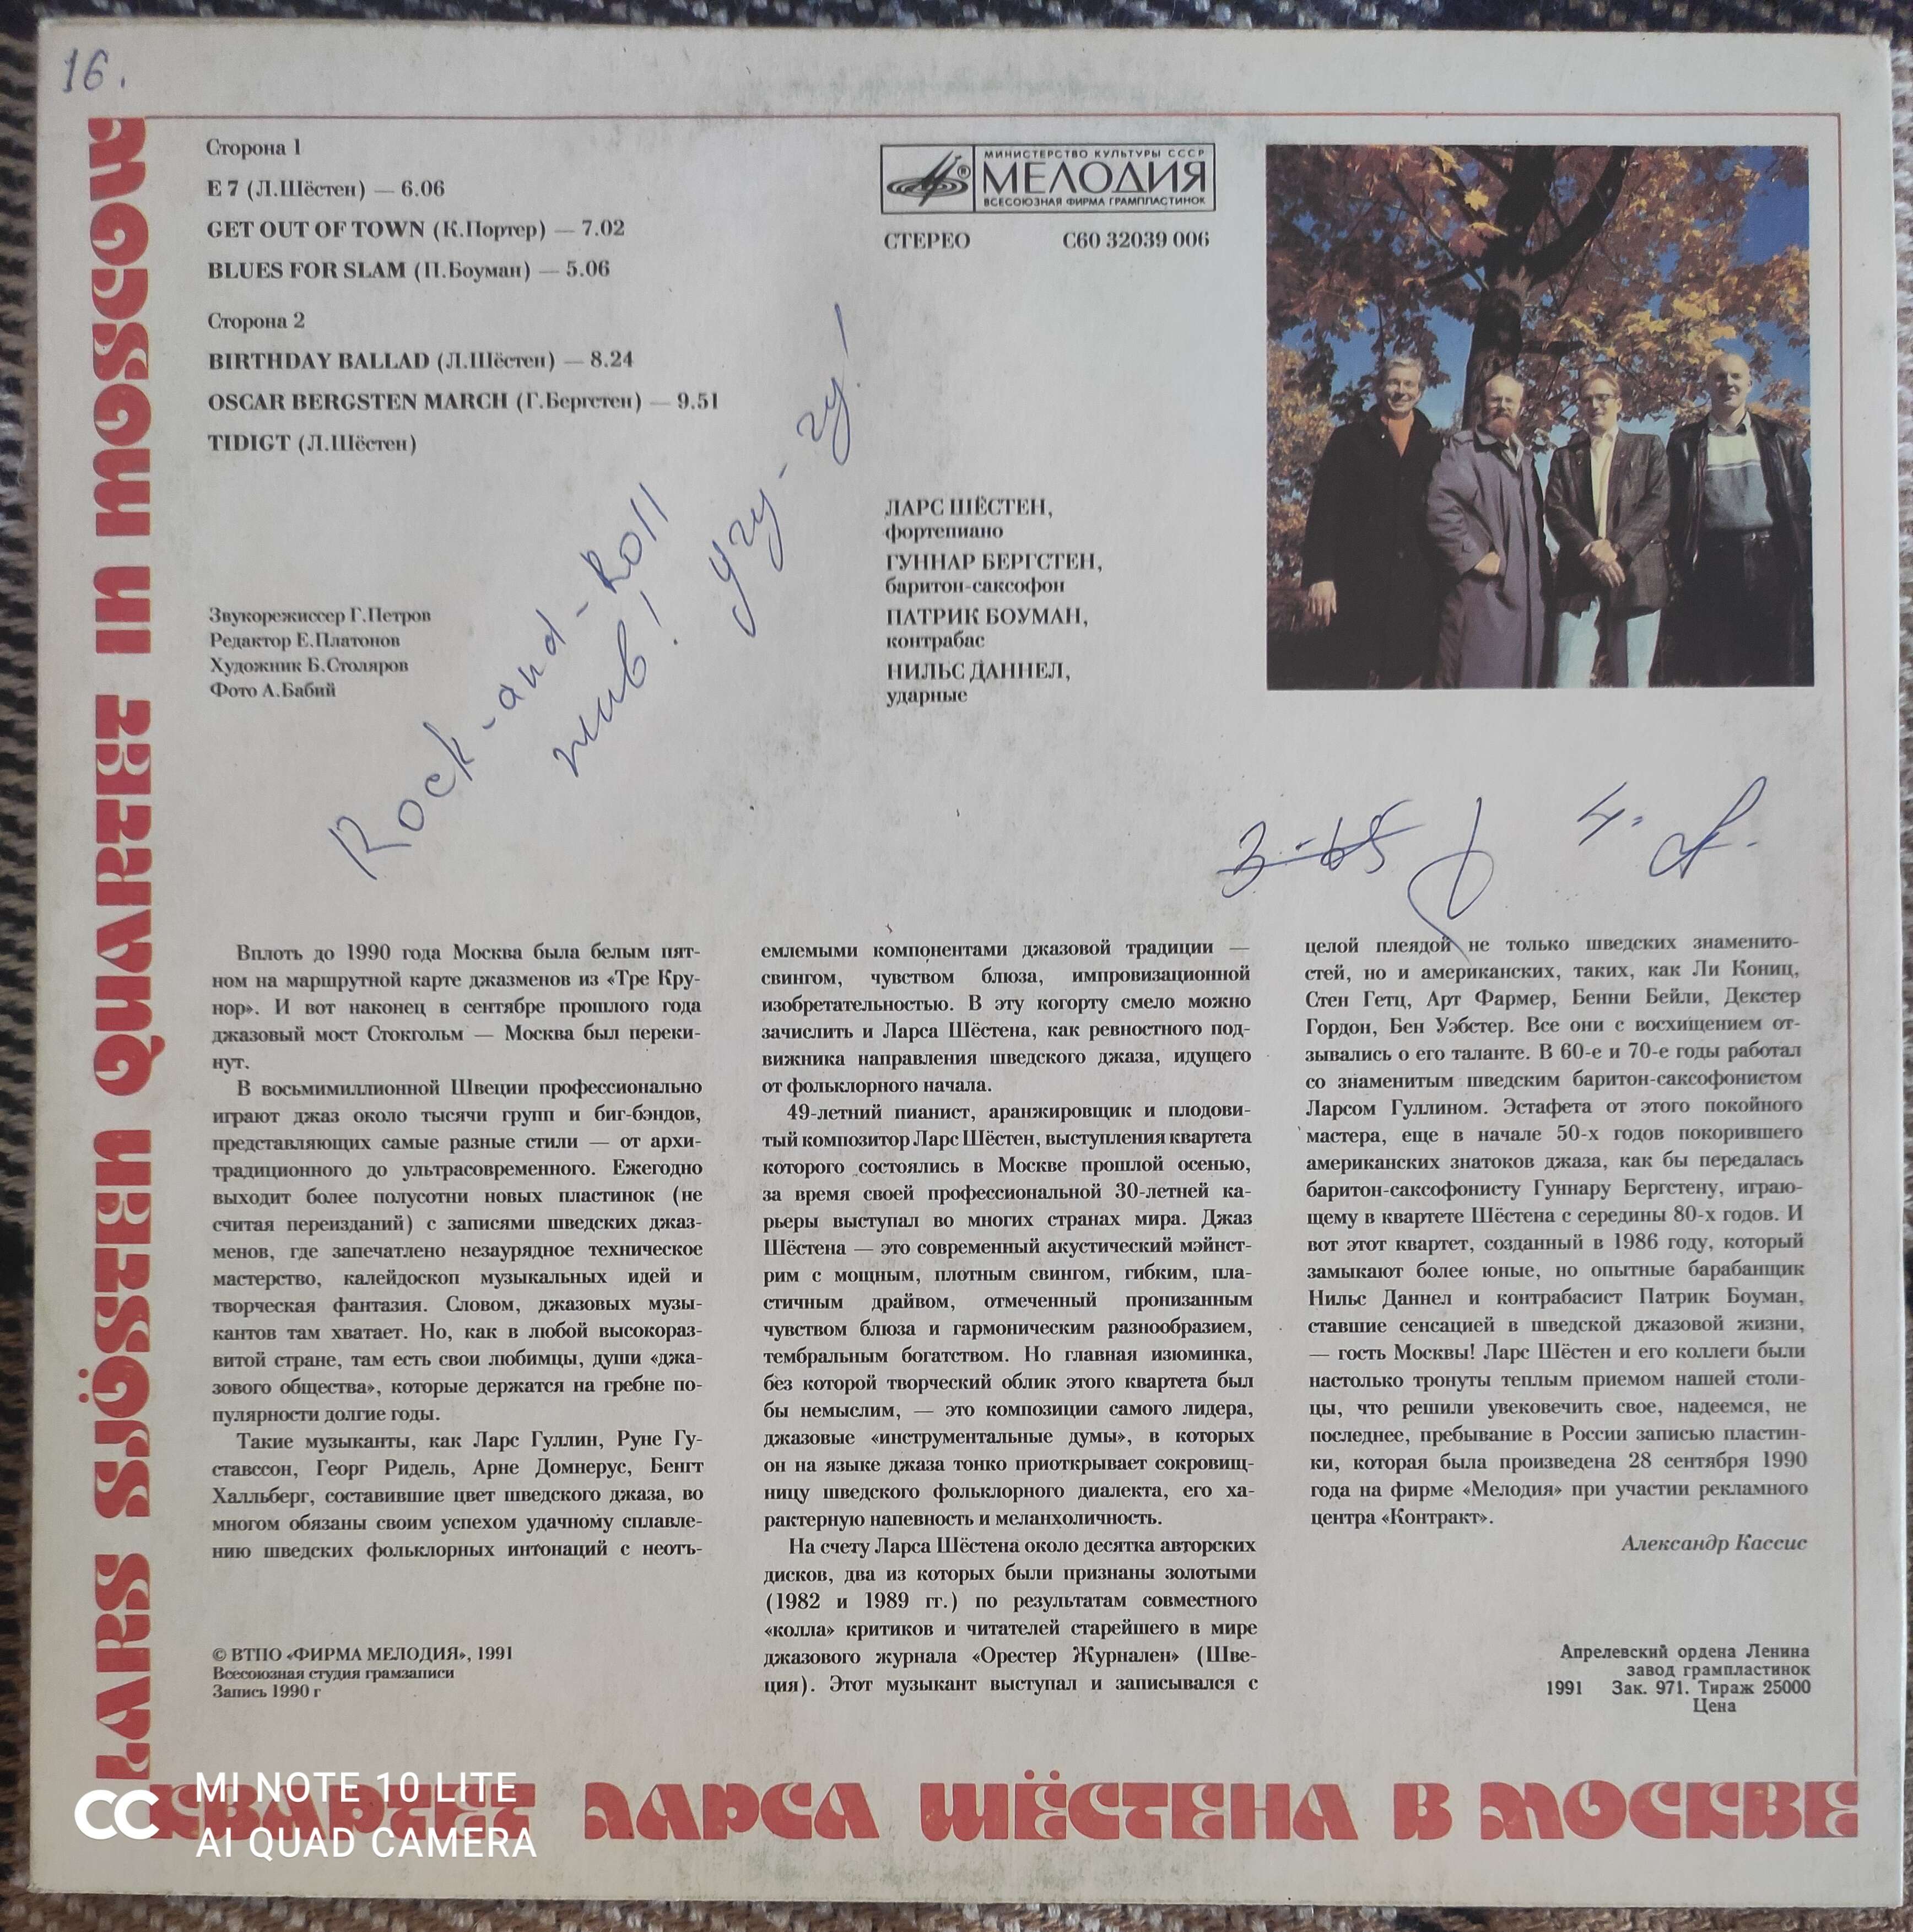 16.
LARS SJÖSTEN QUARTET IN MOSCOW
Сторона 1
E 7 (Л.Шёстен) — 6.06
GET OUT OF TOWN (К.Портер) — 7.02
BLUES FOR SLAM (П.Боуман) — 5.06
Сторона 2
BIRTHDAY BALLAD (Л.Шёстен) — 8.24
OSCAR BERGSTEN MARCH (Г.Бергстен) — 9.51
TIDIGT (Л.Шёстен)
МИНИСТЕРСТВО КУЛЬТУРЫ СССР
МЕЛОДИЯ
ВСЕСОЮЗНАЯ ФИРМА ГРАМПЛАСТИНОК
СТЕРЕО С60 32039 006
ЛАРС ШЁСТЕН,
фортепиано
ГУННАР БЕРГСТЕН,
баритон-саксофон
ПАТРИК БОУМАН,
контрабас
НИЛЬС ДАННЕЛ,
ударные
Звукорежиссер Г.Петров
Редактор Е.Платонов
Художник Б.Столяров
Фото А.Бабий
Rock-and-Roll
жив! Угу-гу!
3-65
Вплоть до 1990 года Москва была белым пят-
ном на маршрутной карте джазменов из «Тре Кру-
нор». И вот наконец в сентябре прошлого года
джазовый мост Стокгольм — Москва был переки-
нут.
В восьмимиллионной Швеции профессионально
играют джаз около тысячи групп и биг-бэндов,
представляющих самые разные стили — от архи-
традиционного до ультрасовременного. Ежегодно
выходит более полусотни новых пластинок (не
считая переизданий) с записями шведских джаз-
менов, где запечатлено незаурядное техническое
мастерство, калейдоскоп музыкальных идей и
творческая фантазия. Словом, джазовых музы-
кантов там хватает. Но, как в любой высокораз-
витой стране, там есть свои любимцы, души «джа-
зового общества», которые держатся на гребне по-
пулярности долгие годы.
Такие музыканты, как Ларс Гуллин, Руне Гу-
ставссон, Георг Ридель, Арне Домнерус, Бенгт
Халльберг, составившие цвет шведского джаза, во
многом обязаны своим успехом удачному сплавле-
нию шведских фольклорных интонаций с неотъ-
емлемыми компонентами джазовой традиции —
свингом, чувством блюза, импровизационной
изобретательностью. В эту когорту смело можно
зачислить и Ларса Шёстена, как ревностного под-
вижника направления шведского джаза, идущего
от фольклорного начала.
49-летний пианист, аранжировщик и плодови-
тый композитор Ларс Шёстен, выступления квартета
которого состоялись в Москве прошлой осенью,
за время своей профессиональной 30-летней ка-
рьеры выступал во многих странах мира. Джаз
Шёстена — это современный акустический мэйнст-
рим с мощным, плотным свингом, гибким, пла-
стичным драйвом, отмеченный пронизанным
чувством блюза и гармоническим разнообразием,
тембральным богатством. Но главная изюминка,
без которой творческий облик этого квартета был
бы немыслим, — это композиции самого лидера,
джазовые «инструментальные думы», в которых
он на языке джаза тонко приоткрывает сокровищ-
ницу шведского фольклорного диалекта, его ха-
рактерную напевность и меланхоличность.
На счету Ларса Шёстена около десятка авторских
дисков, два из которых были признаны золотыми
(1982 и 1989 гг.) по результатам совместного
«колла» критиков и читателей старейшего в мире
джазового журнала «Орестер Журнален» (Шве-
ция). Этот музыкант выступал и записывался с
целой плеядой не только шведских знаменито-
стей, но и американских, таких, как Ли Кониц,
Стен Гетц, Арт Фармер, Бенни Бейли, Декстер
Гордон, Бен Уэбстер. Все они с восхищением от-
зывались о его таланте. В 60-е и 70-е годы работал
со знаменитым шведским баритон-саксофонистом
Ларсом Гуллином. Эстафета от этого покойного
мастера, еще в начале 50-х годов покорившего
американских знатоков джаза, как бы передалась
баритон-саксофонисту Гуннару Бергстену, играю-
щему в квартете Шёстена с середины 80-х годов. И
вот этот квартет, созданный в 1986 году, который
замыкают более юные, но опытные барабанщик
Нильс Даннел и контрабасист Патрик Боуман,
ставшие сенсацией в шведской джазовой жизни,
— гость Москвы! Ларс Шёстен и его коллеги были
настолько тронуты теплым приемом нашей столи-
цы, что решили увековечить свое, надеемся, не
последнее, пребывание в России записью пластин-
ки, которая была произведена 28 сентября 1990
года на фирме «Мелодия» при участии рекламного
центра «Контракт».
Александр Кассис
© ВТПО «ФИРМА МЕЛОДИЯ», 1991
Всесоюзная студия грамзаписи
Запись 1990 г
Апрелевский ордена Ленина
завод грампластинок
1991 Зак. 971. Тираж 25000
Цена
КВАРТЕТ ЛАРСА ШЁСТЕНА В МОСКВЕ
MI NOTE 10 LITE
AI QUAD CAMERA